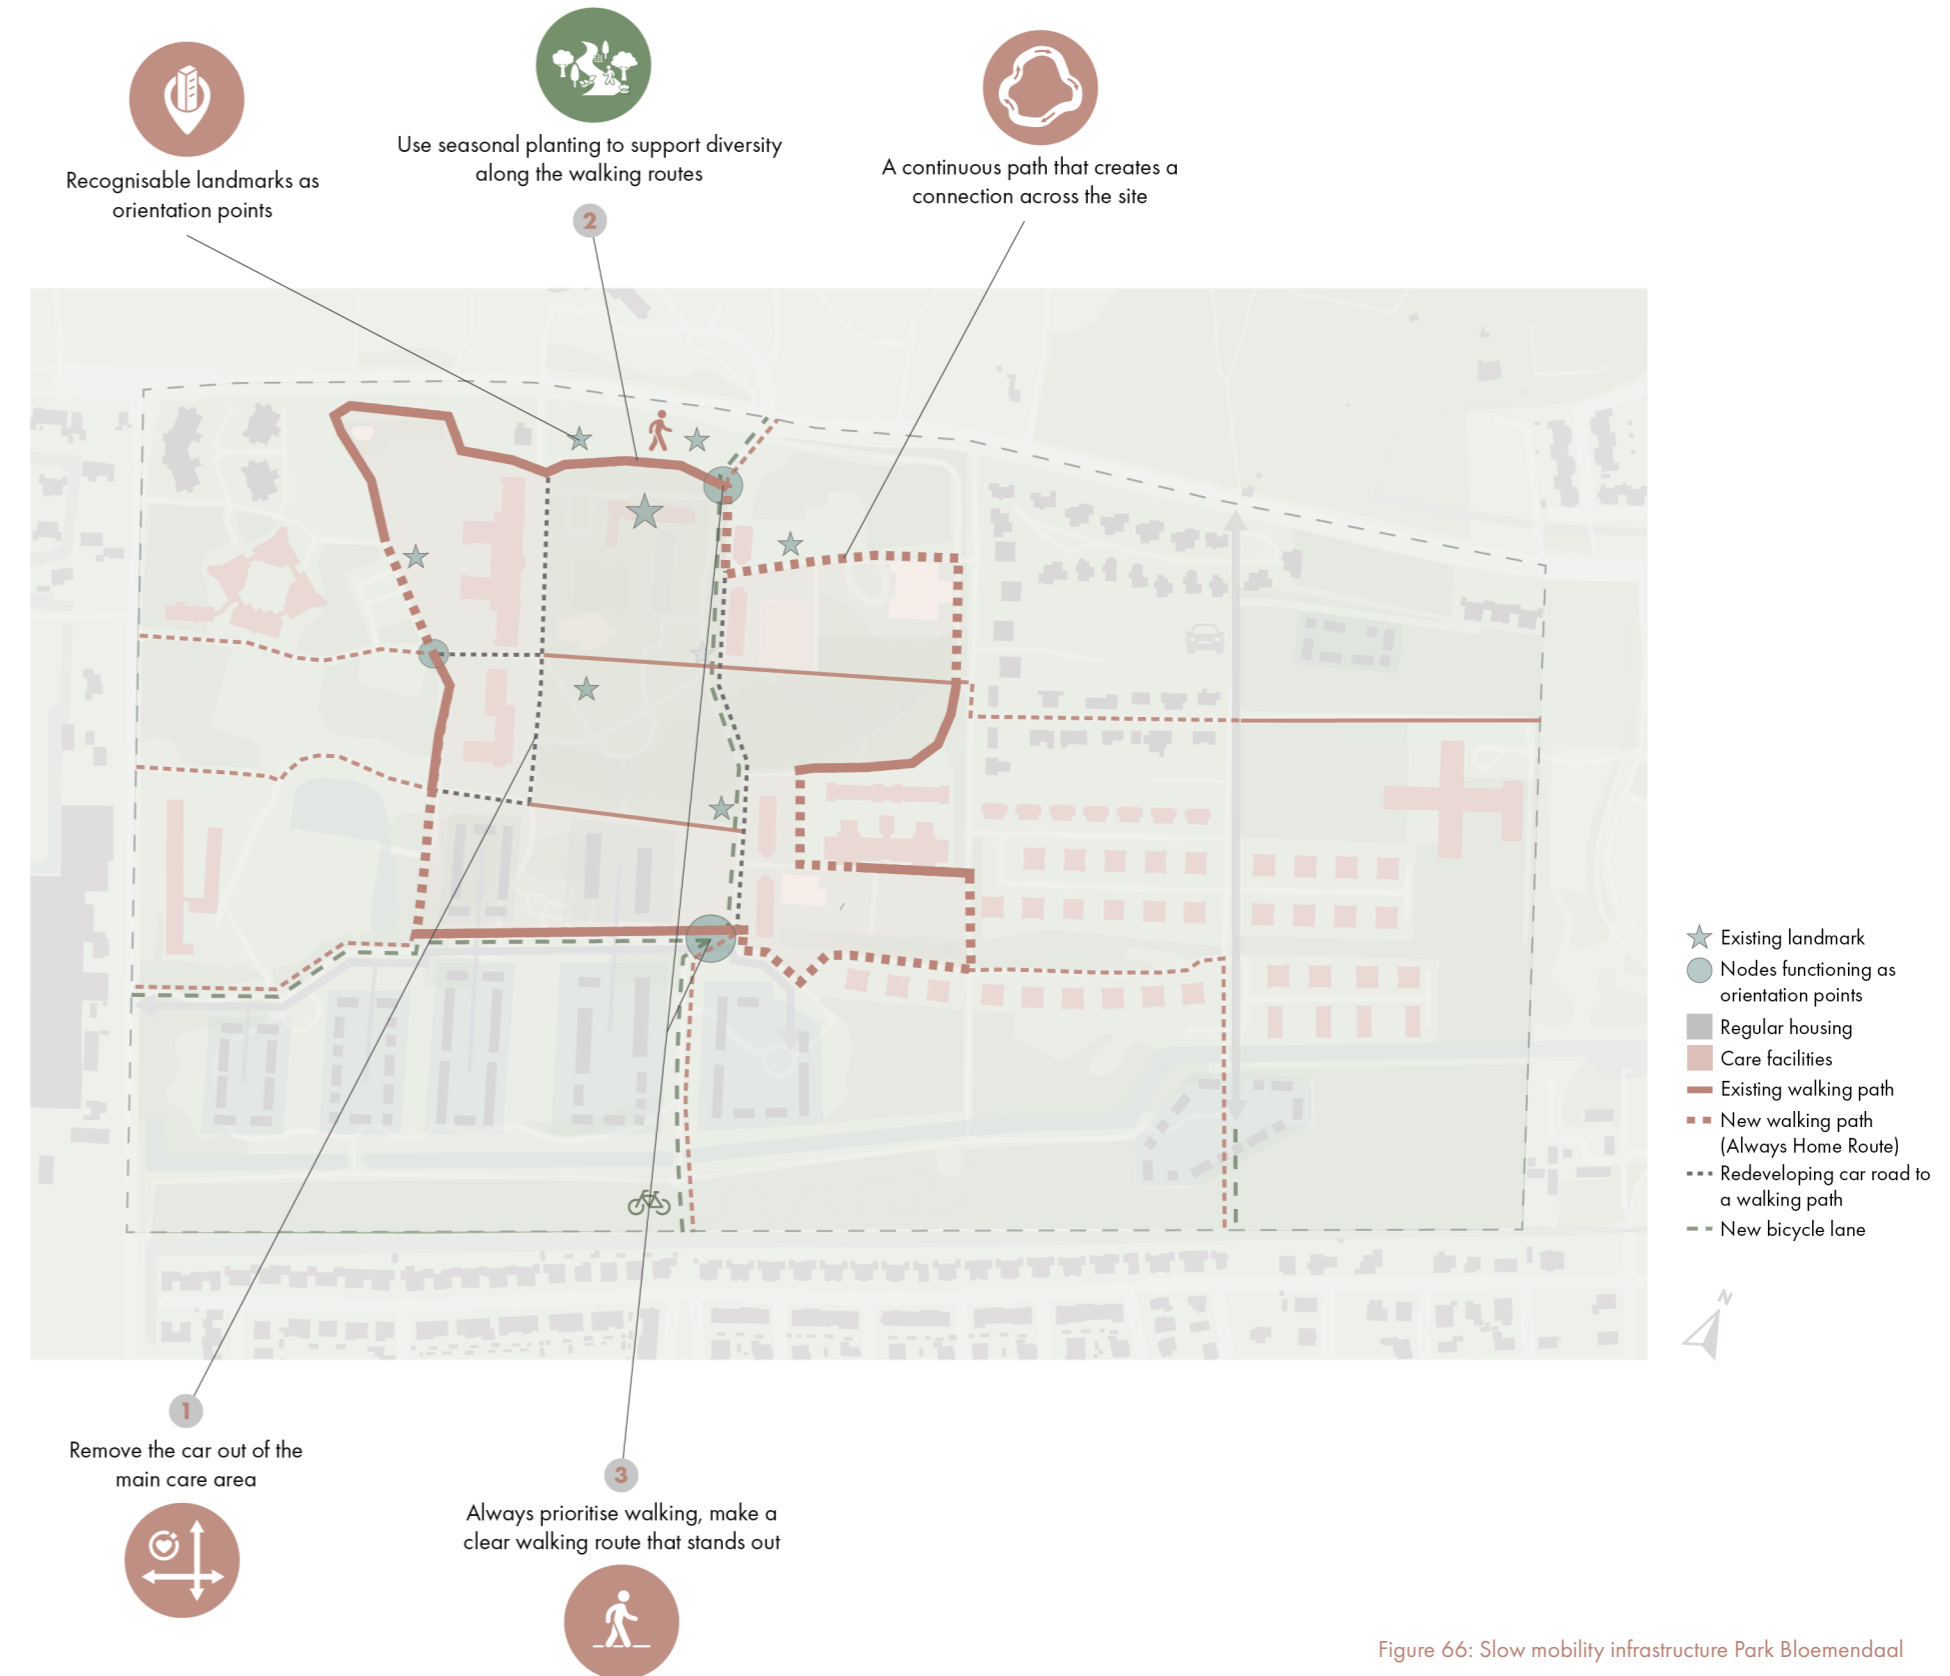 Recognisable landmarks as
orientation points
Use seasonal planting to support diversity
along the walking routes
2
A continuous path that creates a
connection across the site
Existing landmark
Nodes functioning as
orientation points
Regular housing
Care facilities
Existing walking path
New walking path
(Always Home Route)
Redeveloping car road to
a walking path
New bicycle lane
N
1
Remove the car out of the
main care area
3
Always prioritise walking, make a
clear walking route that stands out
Figure 66: Slow mobility infrastructure Park Bloemendaal